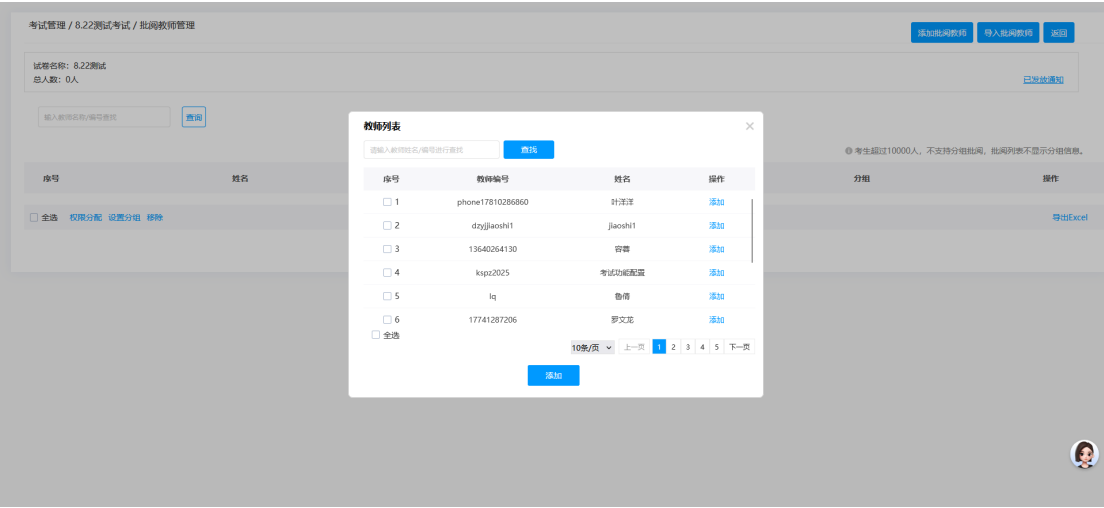 考试管理 / 8.22测试考试 / 批阅教师管理
添加批阅教师 导入批阅教师 返回
试卷名称：8.22测试
总人数：0人
已发放通知
输入教师名称/编号查找 查询
考生超过10000人，不支持分组批阅，批阅列表不显示分组信息。
序号 姓名 分组 操作
全选 权限分配 设置分组 移除 导出Excel
教师列表
请输入教师姓名/编号进行查找 查找
序号 教师编号 姓名 操作
1 phone17810286860 叶洋洋 添加
2 dzyjjiaoshi1 jiaoshi1 添加
3 13640264130 容蓉 添加
4 kspz2025 考试功能配置 添加
5 lq 鲁倩 添加
6 17741287206 罗文龙 添加
全选
10条/页 上一页 1 2 3 4 5 下一页
添加